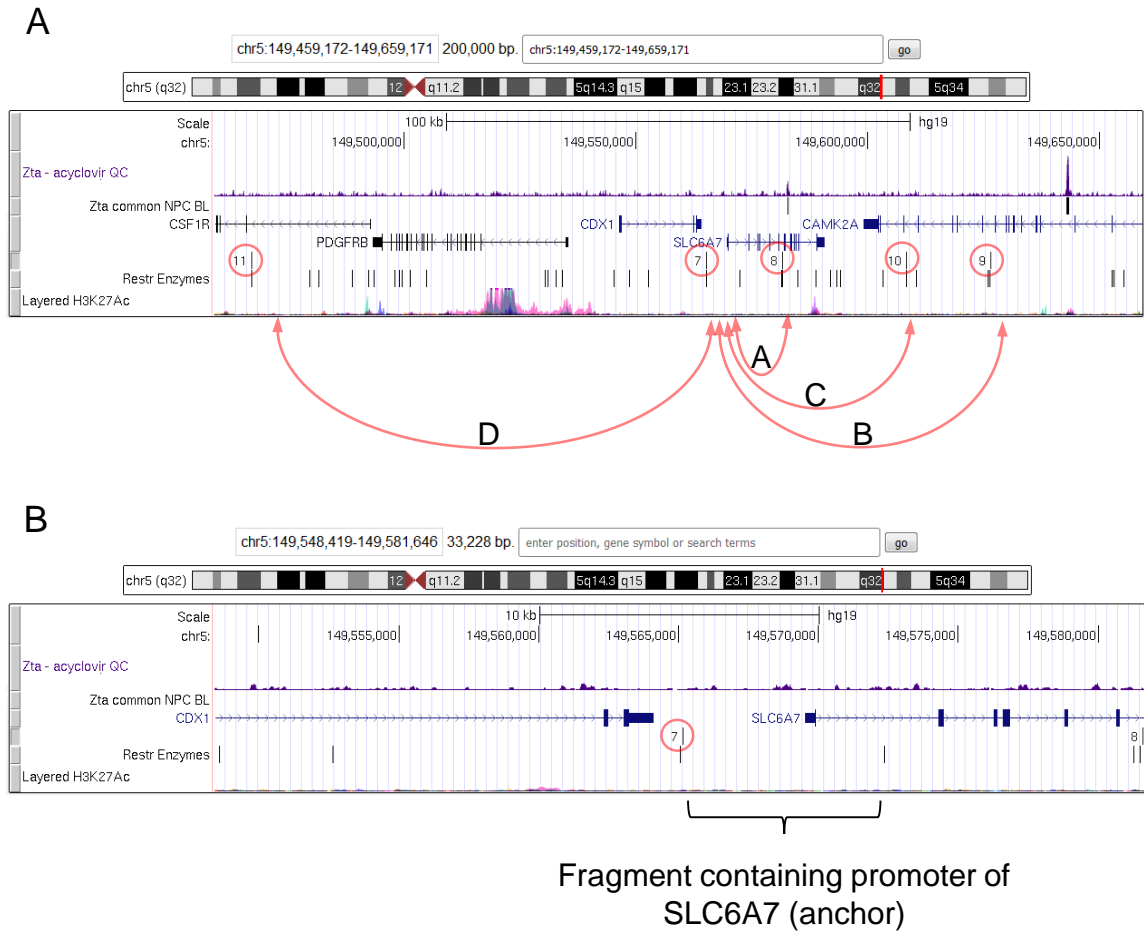 A
chr5:149,459,172-149,659,171 200,000 bp. chr5:149,459,172-149,659,171 go
chr5 (q32) 12 q11.2 5q14.3 q15 23.1 23.2 31.1 q32 5q34
Scale 100 kb hg19
chr5: 149,500,000 149,550,000 149,600,000 149,650,000
Zta - acyclovir QC
Zta common NPC BL
CSF1R CDX1 CAMK2A
PDGFRB SLC6A7
11 7 8 10 9
Restr Enzymes
Layered H3K27Ac
A
C
D B
B
chr5:149,548,419-149,581,646 33,228 bp. enter position, gene symbol or search terms go
chr5 (q32) 12 q11.2 5q14.3 q15 23.1 23.2 31.1 q32 5q34
Scale 10 kb hg19
chr5: 149,555,000 149,560,000 149,565,000 149,570,000 149,575,000 149,580,000
Zta - acyclovir QC
Zta common NPC BL
CDX1 SLC6A7
7 8
Restr Enzymes
Layered H3K27Ac
Fragment containing promoter of
SLC6A7 (anchor)